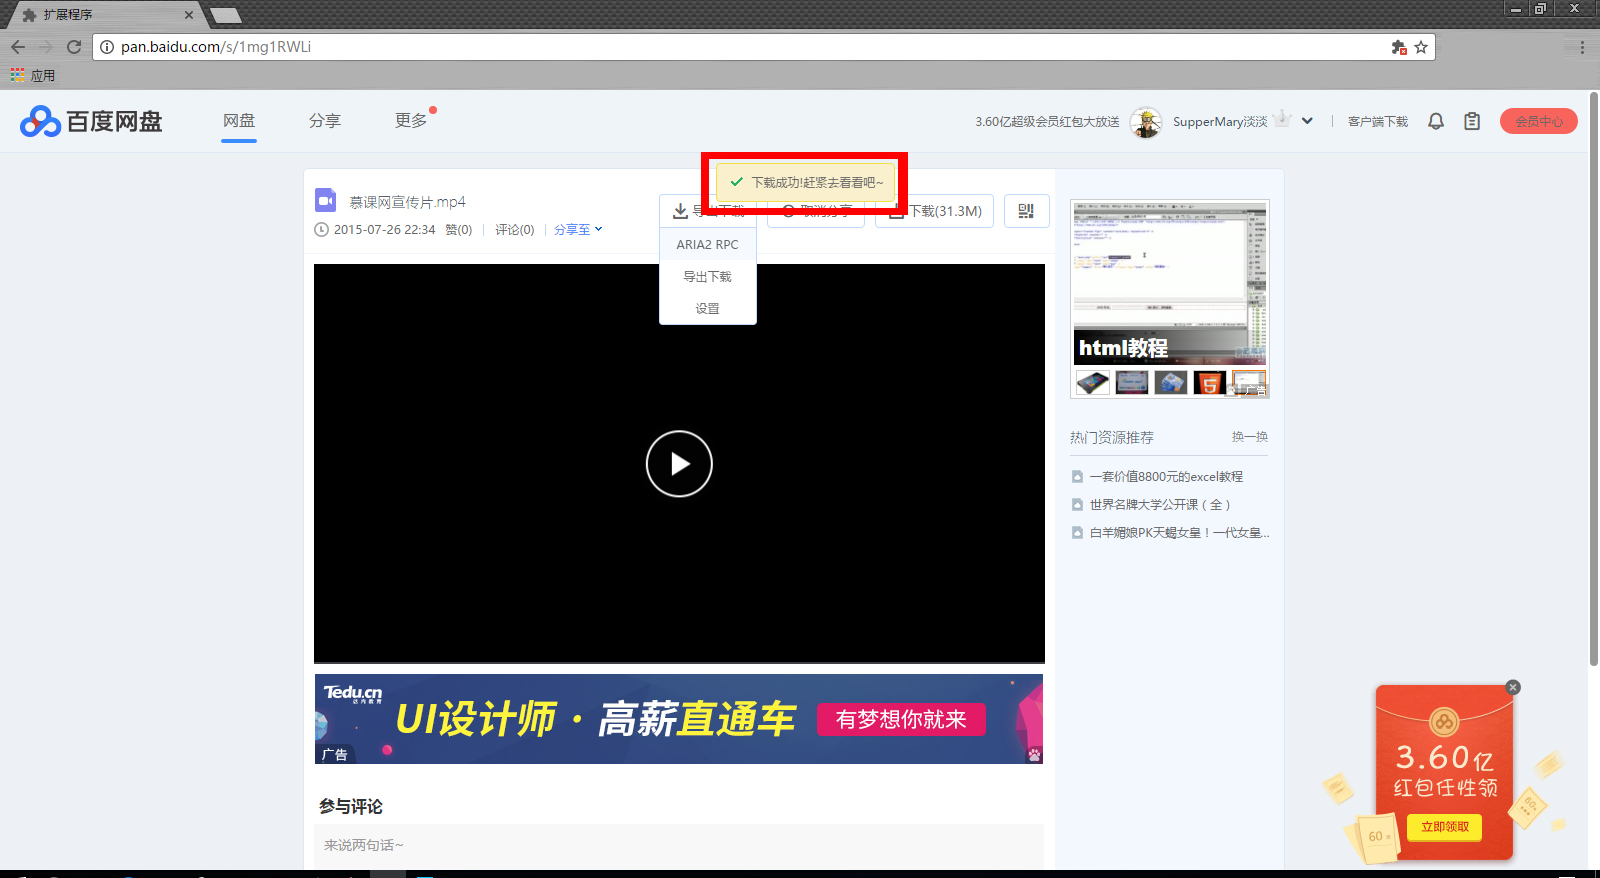 扩展程序
pan.baidu.com/s/1mg1RWLi
应用
百度网盘
网盘
分享
更多
3.60亿超级会员红包大放送
SupperMary淡淡
客户端下载
会员中心
下载成功!赶紧去看看吧~
慕课网宣传片.mp4
导出下载
取消分享
下载(31.3M)
2015-07-26 22:34 赞(0) 评论(0) 分享至
ARIA2 RPC
导出下载
设置
html教程
广告
热门资源推荐
换一换
一套价值8800元的excel教程
世界名牌大学公开课（全）
白羊媚娘PK天蝎女皇！一代女皇...
Tedu.cn
达内教育
UI设计师 · 高薪直通车
有梦想你就来
广告
3.60亿
红包任性领
立即领取
60
60
参与评论
来说两句话~